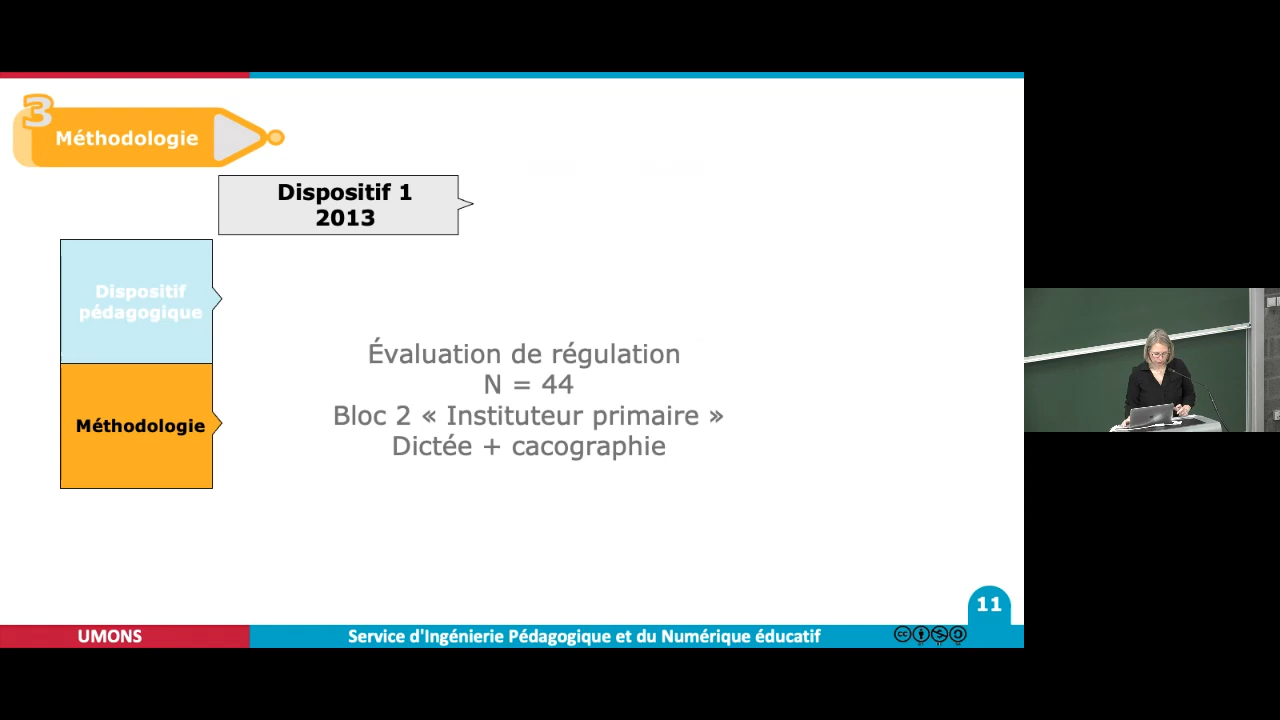 3
Méthodologie
Dispositif 1
2013
Dispositif
pédagogique
Évaluation de régulation
N = 44
Bloc 2 « Instituteur primaire »
Dictée + cacographie
Méthodologie
11
UMONS
Service d'Ingénierie Pédagogique et du Numérique éducatif